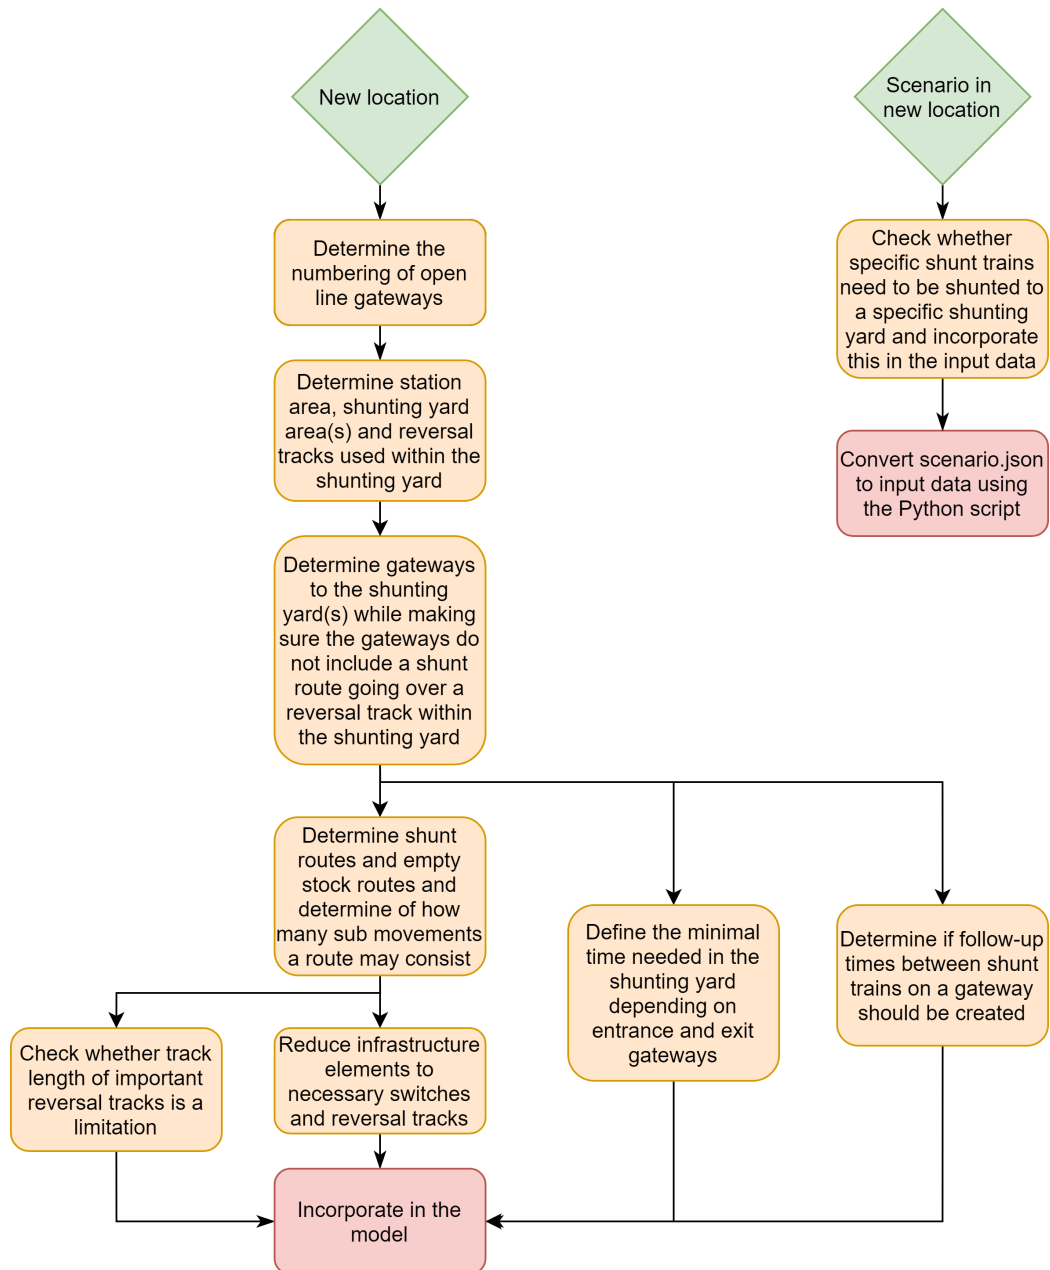 New location
Determine the
numbering of open
line gateways
Determine station
area, shunting yard
area(s) and reversal
tracks used within the
shunting yard
Determine gateways
to the shunting
yard(s) while making
sure the gateways do
not include a shunt
route going over a
reversal track within
the shunting yard
Determine shunt
routes and empty
stock routes and
determine of how
many sub movements
a route may consist
Check whether track
length of important
reversal tracks is a
limitation
Reduce infrastructure
elements to
necessary switches
and reversal tracks
Define the minimal
time needed in the
shunting yard
depending on
entrance and exit
gateways
Determine if follow-up
times between shunt
trains on a gateway
should be created
Incorporate in the
model
Scenario in
new location
Check whether
specific shunt trains
need to be shunted to
a specific shunting
yard and incorporate
this in the input data
Convert scenario.json
to input data using
the Python script